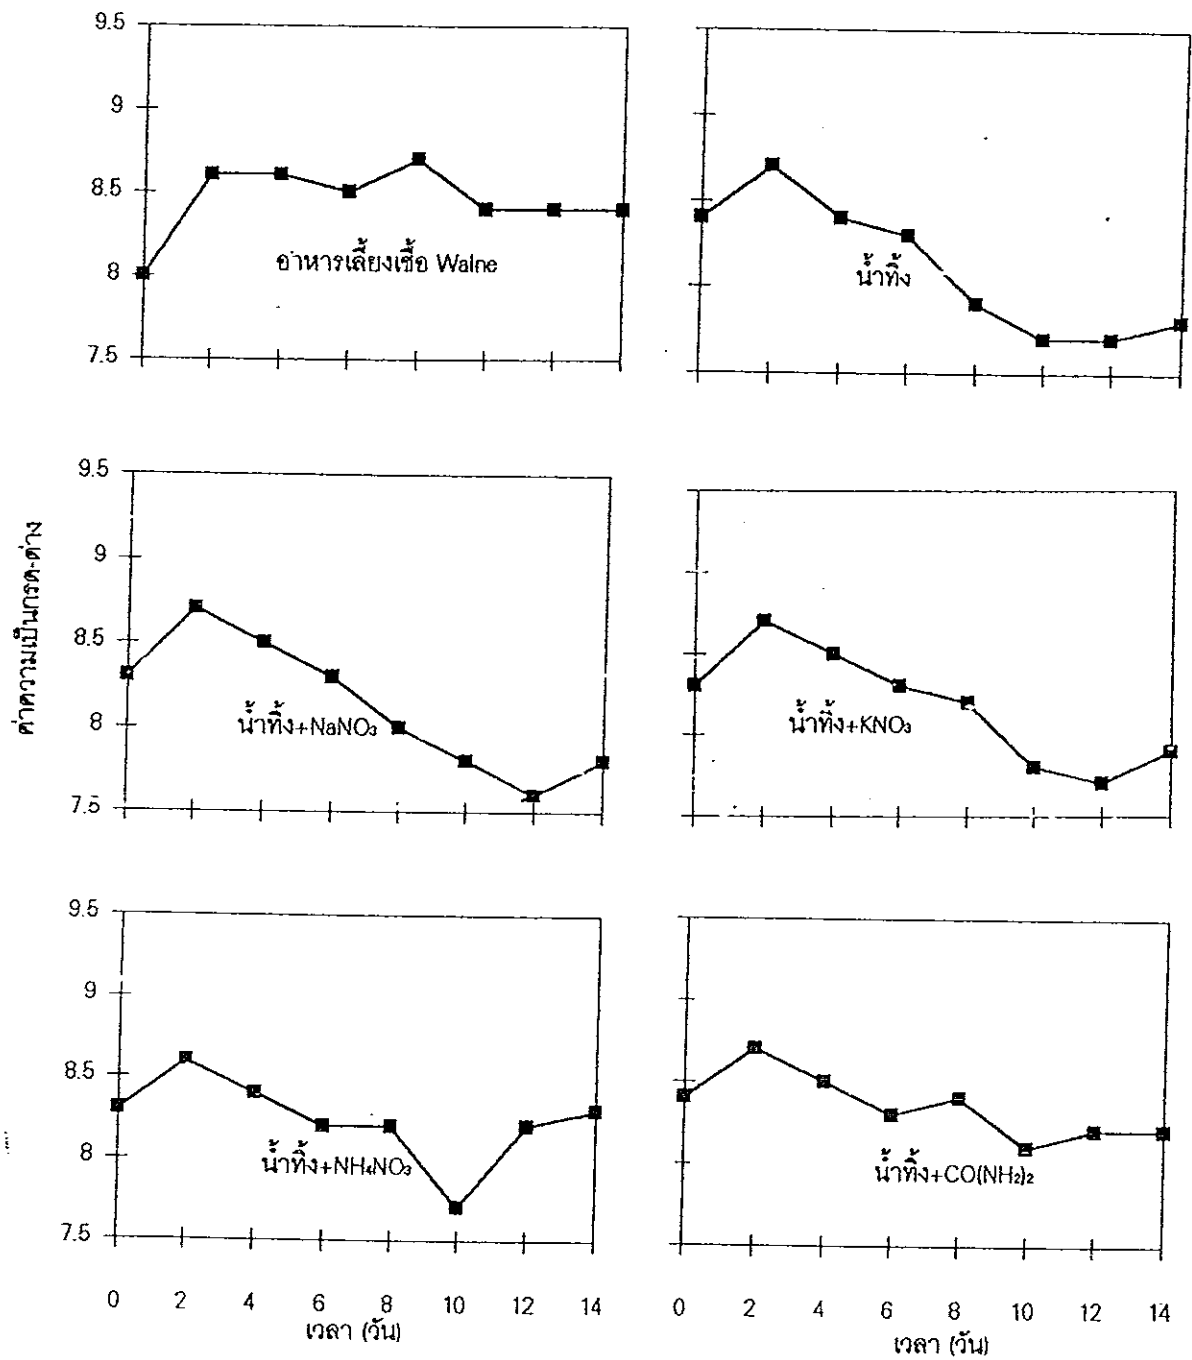 9.5
9
8.5
8
7.5
อาหารเลี้ยงเชื้อ Walne
น้ำทิ้ง
ค่าความเป็นกรด-ด่าง
9.5
9
8.5
8
7.5
น้ำทิ้ง+NaNO₃
น้ำทิ้ง+KNO₃
9.5
9
8.5
8
7.5
น้ำทิ้ง+NH₄NO₃
น้ำทิ้ง+CO(NH₂)₂
0 2 4 6 8 10 12 14
เวลา (วัน)
0 2 4 6 8 10 12 14
เวลา (วัน)